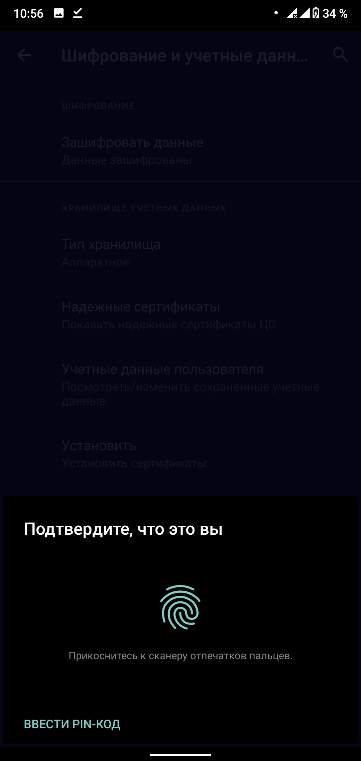 10:56
34 %
Шифрование и учетные данн…
ШИФРОВАНИЕ
Зашифровать данные
Данные зашифрованы
ХРАНИЛИЩЕ УЧЕТНЫХ ДАННЫХ
Тип хранилища
Аппаратное
Надежные сертификаты
Показать надежные сертификаты ЦС
Учетные данные пользователя
Посмотреть/изменить сохраненные учетные
данные
Установить
Установить сертификаты
Подтвердите, что это вы
Прикоснитесь к сканеру отпечатков пальцев.
ВВЕСТИ PIN-КОД